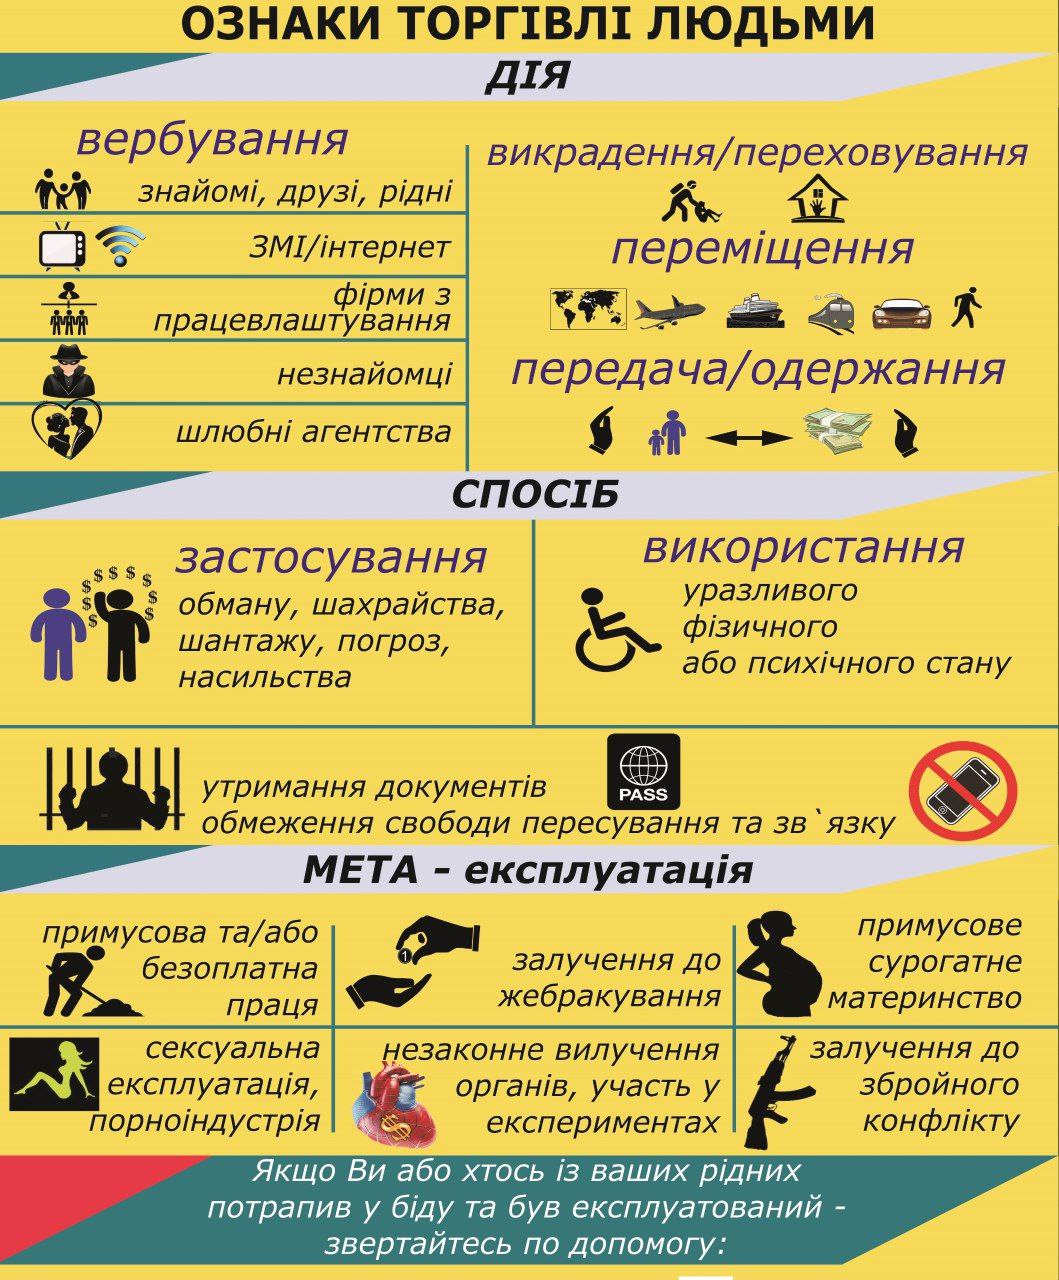 ОЗНАКИ ТОРГІВЛІ ЛЮДЬМИ
ДІЯ
вербування
знайомі, друзі, рідні
ЗМІ/інтернет
фірми з
працевлаштування
незнайомці
шлюбні агентства
викрадення/переховування
переміщення
передача/одержання
СПОСІБ
застосування
обману, шахрайства,
шантажу, погроз,
насильства
$ $ $ $ $ $ $ $ $ $
використання
уразливого
фізичного
або психічного стану
утримання документів
PASS
обмеження свободи пересування та зв`язку
МЕТА - експлуатація
примусова та/або
безоплатна
праця
1
залучення до
жебракування
примусове
сурогатне
материнство
сексуальна
експлуатація,
порноіндустрія
незаконне вилучення
органів, участь у
експериментах
$
залучення до
збройного
конфлікту
Якщо Ви або хтось із ваших рідних
потрапив у біду та був експлуатований -
звертайтесь по допомогу: